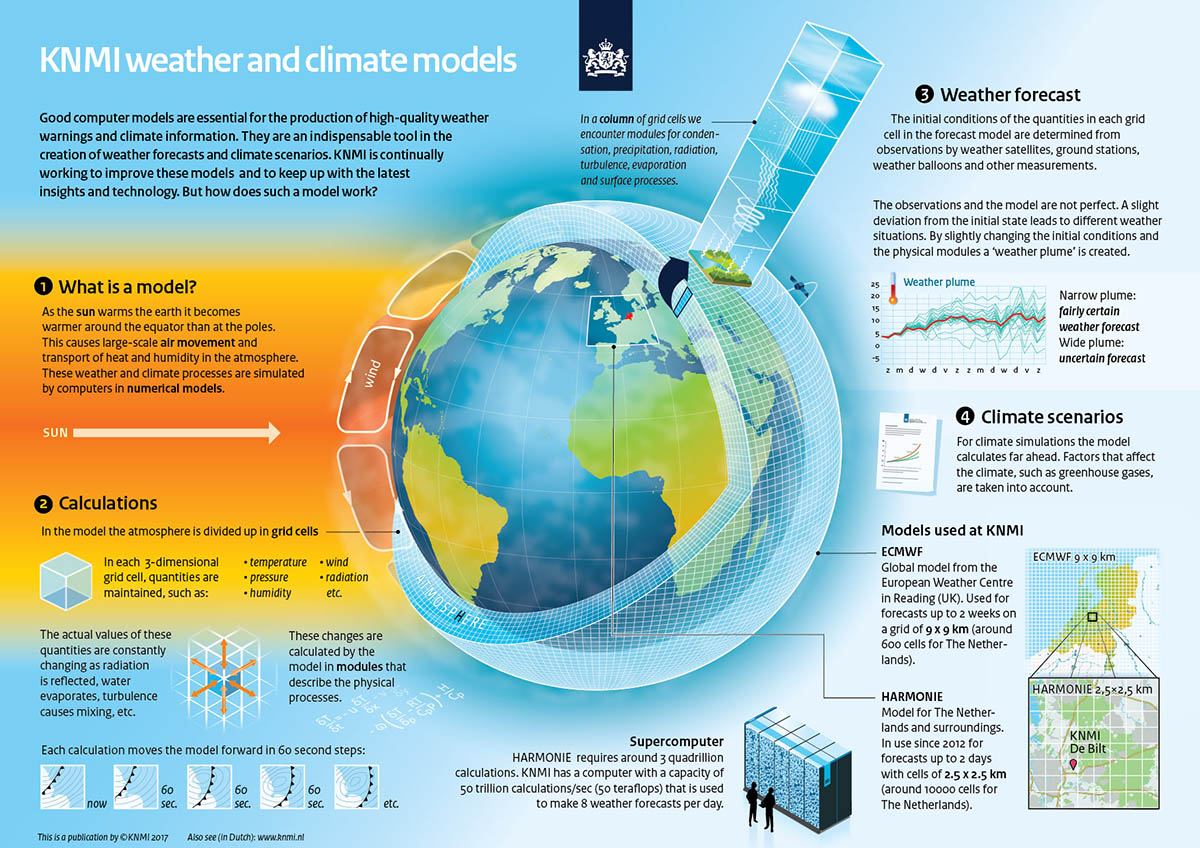 KNMI weather and climate models
Good computer models are essential for the production of high-quality weather
warnings and climate information. They are an indispensable tool in the
creation of weather forecasts and climate scenarios. KNMI is continually
working to improve these models and to keep up with the latest
insights and technology. But how does such a model work?
In a column of grid cells we
encounter modules for conden-
sation, precipitation, radiation,
turbulence, evaporation
and surface processes.
1 What is a model?
As the sun warms the earth it becomes
warmer around the equator than at the poles.
This causes large-scale air movement and
transport of heat and humidity in the atmosphere.
These weather and climate processes are simulated
by computers in numerical models.
SUN
wind
ATMOSPHERE
2 Calculations
In the model the atmosphere is divided up in grid cells
In each 3-dimensional
grid cell, quantities are
maintained, such as:
• temperature
• pressure
• humidity
• wind
• radiation
etc.
The actual values of these
quantities are constantly
changing as radiation
is reflected, water
evaporates, turbulence
causes mixing, etc.
These changes are
calculated by the
model in modules that
describe the physical
processes.
Each calculation moves the model forward in 60 second steps:
now
60
sec.
60
sec.
60
sec.
60
sec.
etc.
This is a publication by ©KNMI 2017 Also see (in Dutch): www.knmi.nl
3 Weather forecast
The initial conditions of the quantities in each grid
cell in the forecast model are determined from
observations by weather satellites, ground stations,
weather balloons and other measurements.
The observations and the model are not perfect. A slight
deviation from the initial state leads to different weather
situations. By slightly changing the initial conditions and
the physical modules a ‘weather plume’ is created.
Weather plume
25
20
15
10
5
0
-5
z m d w d v z z m d w d v z
Narrow plume:
fairly certain
weather forecast
Wide plume:
uncertain forecast
4 Climate scenarios
For climate simulations the model
calculates far ahead. Factors that affect
the climate, such as greenhouse gases,
are taken into account.
Models used at KNMI
ECMWF
Global model from the
European Weather Centre
in Reading (UK). Used for
forecasts up to 2 weeks on
a grid of 9 x 9 km (around
600 cells for The Nether-
lands).
ECMWF 9 x 9 km
HARMONIE
Model for The Nether-
lands and surroundings.
In use since 2012 for
forecasts up to 2 days
with cells of 2.5 x 2.5 km
(around 10000 cells for
The Netherlands).
HARMONIE 2,5×2,5 km
KNMI
De Bilt
Supercomputer
HARMONIE requires around 3 quadrillion
calculations. KNMI has a computer with a capacity of
50 trillion calculations/sec (50 teraflops) that is used
to make 8 weather forecasts per day.